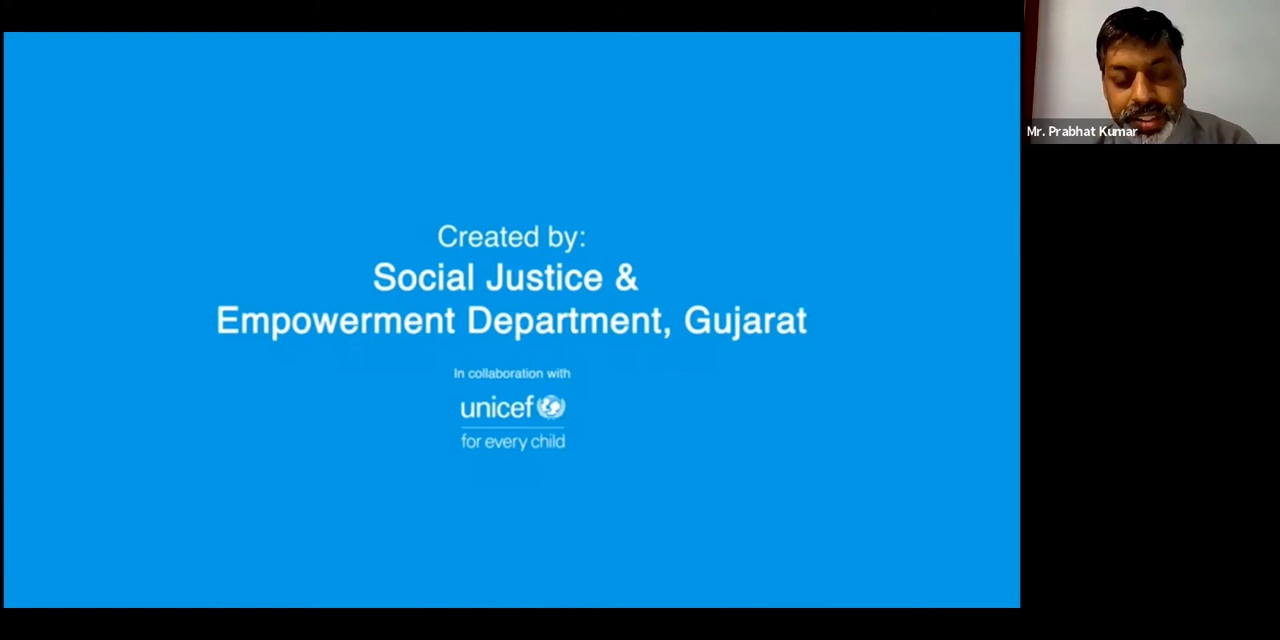 Created by:
Social Justice &
Empowerment Department, Gujarat
In collaboration with
unicef
for every child
Mr. Prabhat Kumar